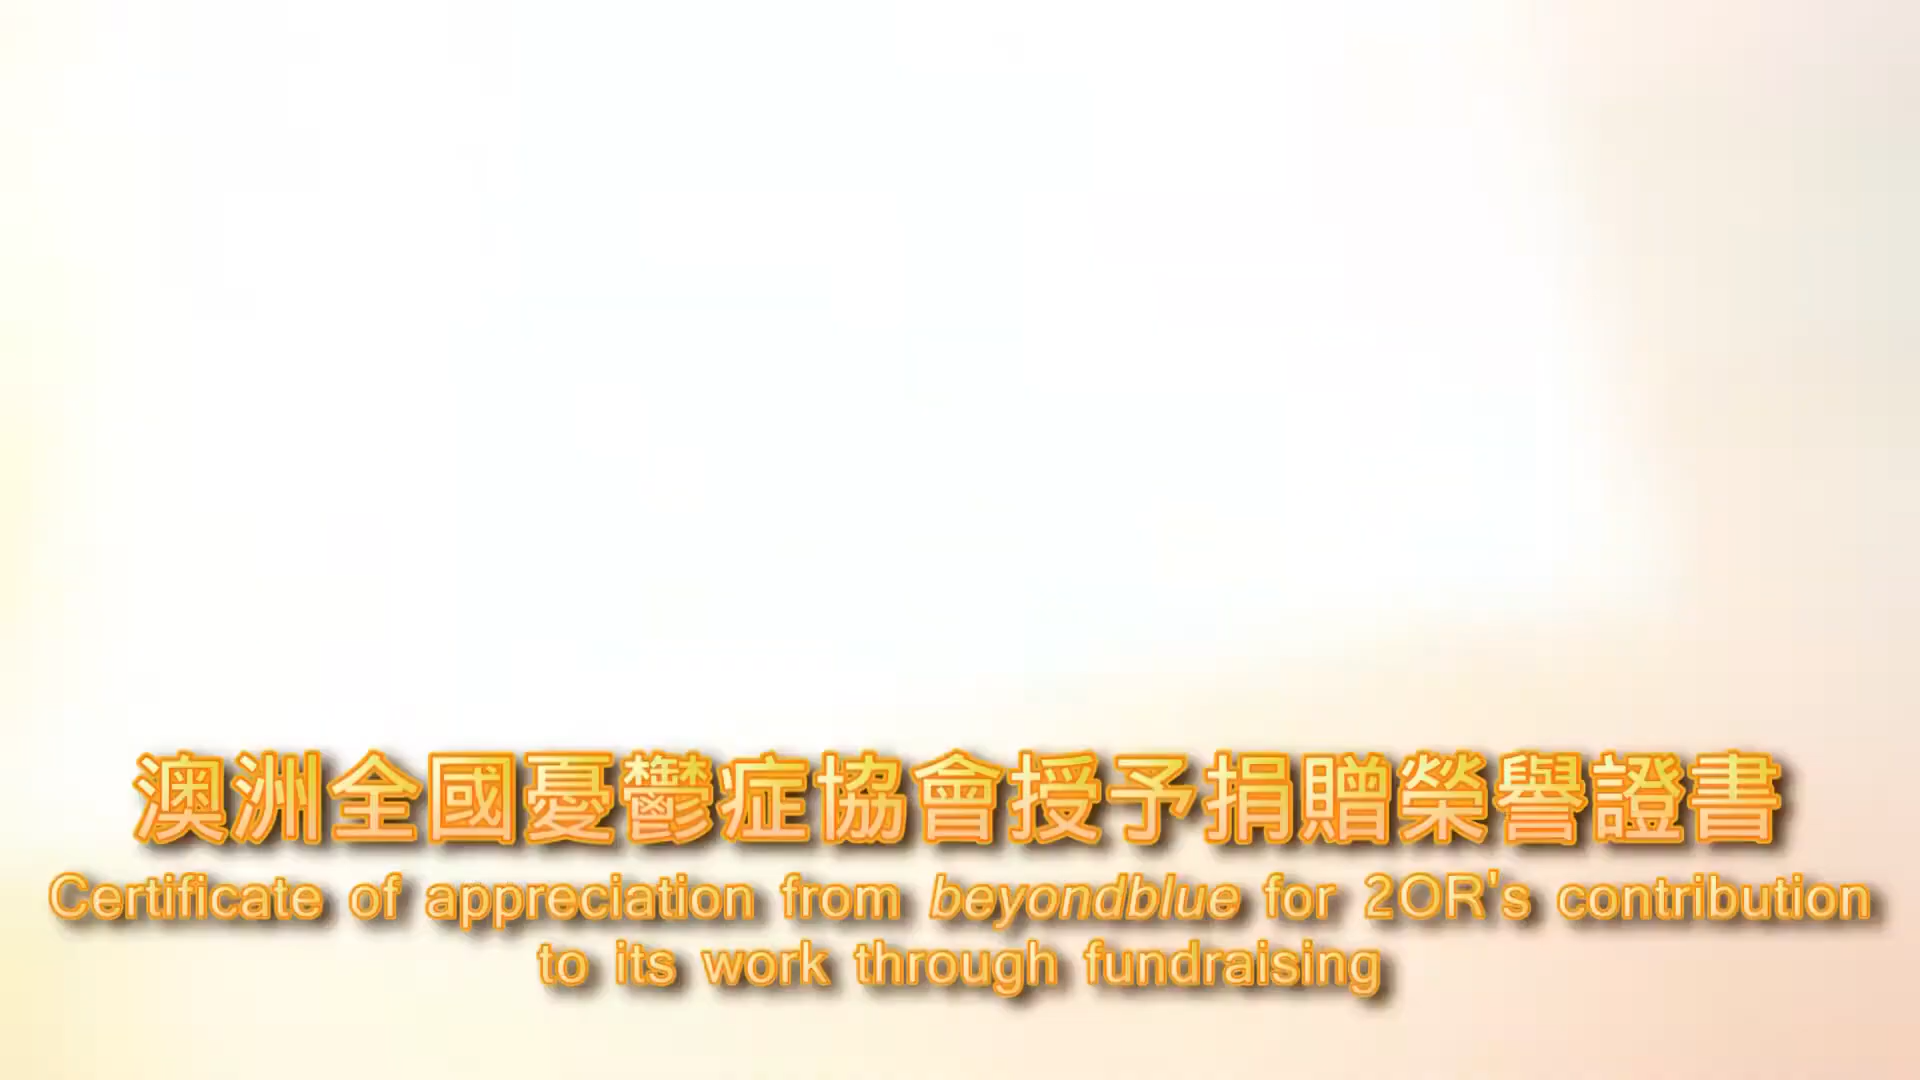 澳洲全國憂鬱症協會授予捐贈榮譽證書
Certificate of appreciation from beyondblue for 2OR's contribution
to its work through fundraising